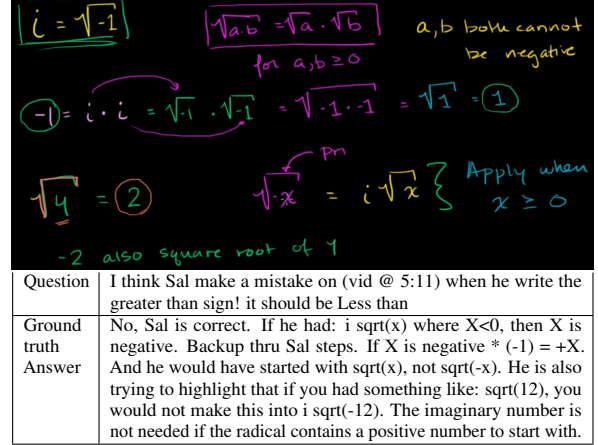 i = √-1
√a·b = √a · √b
a,b both cannot
be negative
for a,b ≥ 0
-1 = i · i = √-1 · √-1 = √-1·-1 = √1 = 1
Prin
√4 = 2
√-x = i√x } Apply when
x ≥ 0
-2 also square root of 4
Question
I think Sal make a mistake on (vid @ 5:11) when he write the
greater than sign! it should be Less than
Ground
truth
Answer
No, Sal is correct. If he had: i sqrt(x) where X<0, then X is
negative. Backup thru Sal steps. If X is negative * (-1) = +X.
And he would have started with sqrt(x), not sqrt(-x). He is also
trying to highlight that if you had something like: sqrt(12), you
would not make this into i sqrt(-12). The imaginary number is
not needed if the radical contains a positive number to start with.